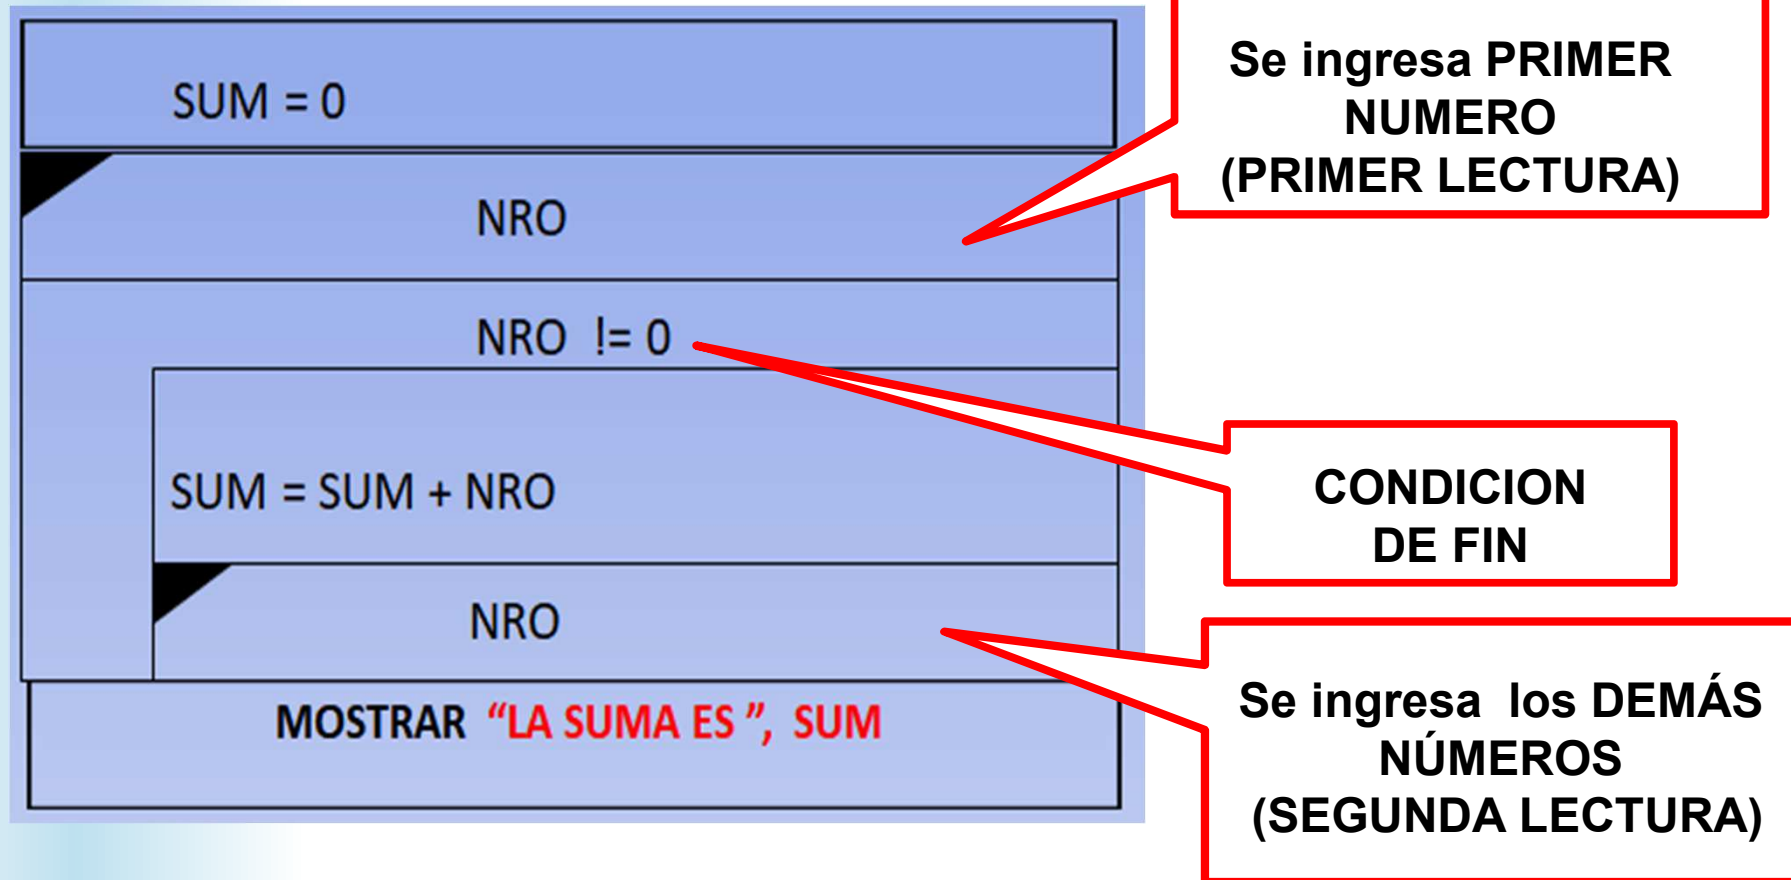 SUM = 0
NRO
NRO != 0
SUM = SUM + NRO
NRO
MOSTRAR “LA SUMA ES ”, SUM
Se ingresa PRIMER
NUMERO
(PRIMER LECTURA)
CONDICION
DE FIN
Se ingresa los DEMÁS
NÚMEROS
(SEGUNDA LECTURA)